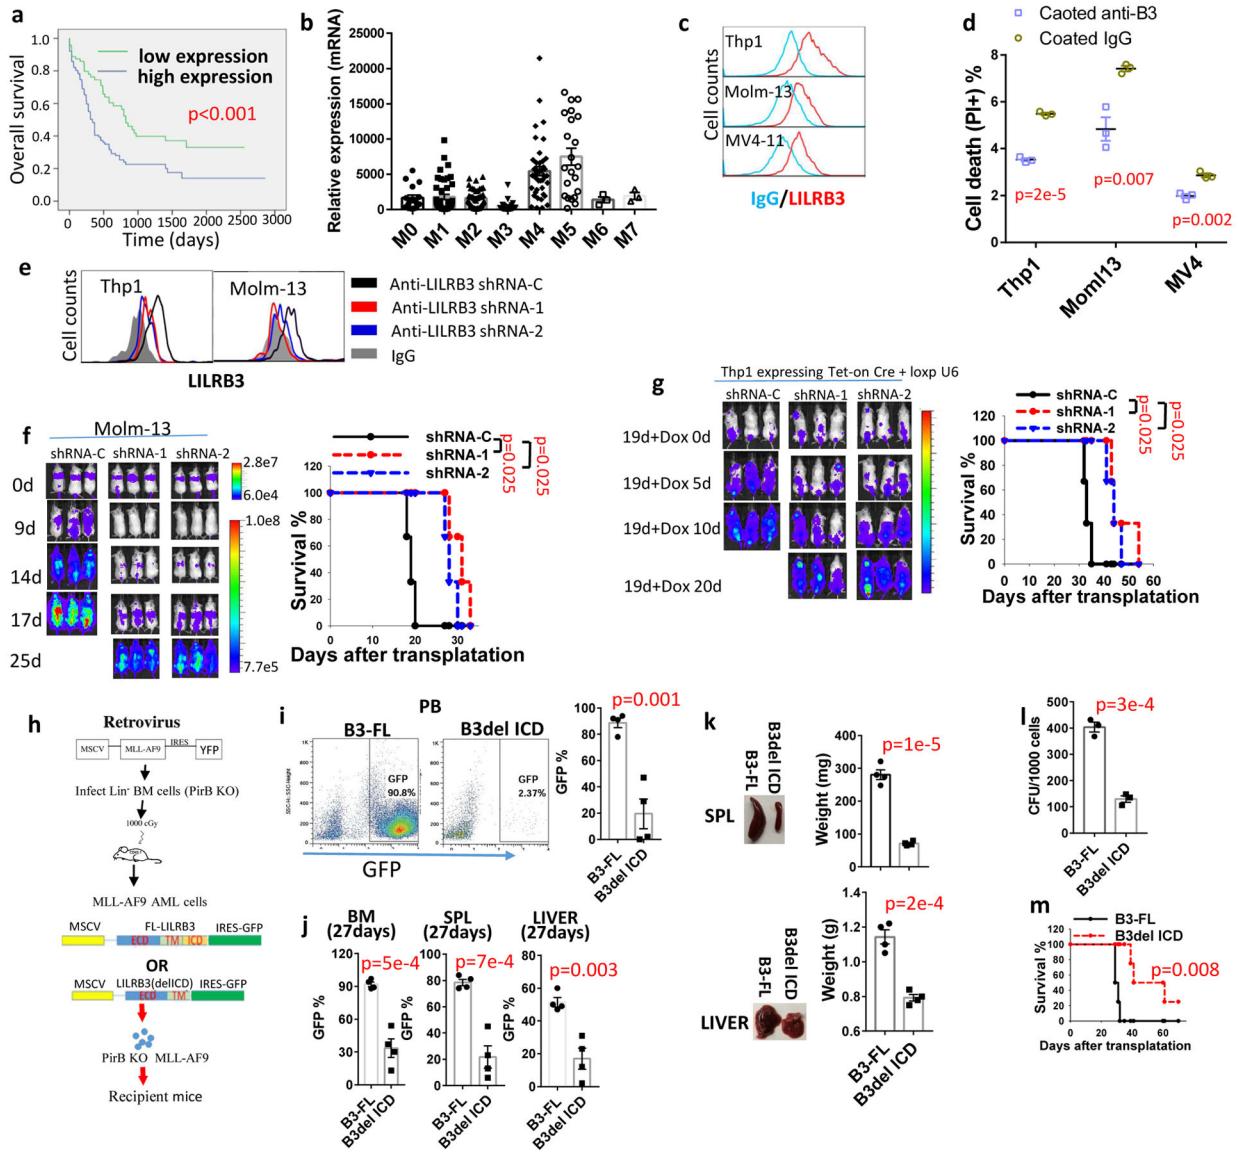 a
Overall survival
1.0
0.8
0.6
0.4
0.2
0.0
low expression
high expression
p<0.001
0 500 1000 1500 2000 2500 3000
Time (days)
b
Relative expression (mRNA)
25000
20000
15000
10000
5000
0
M0 M1 M2 M3 M4 M5 M6 M7
c
Cell counts
Thp1
Molm-13
MV4-11
IgG/LILRB3
d
Caoted anti-B3
Coated IgG
Cell death (PI+) %
8
6
4
2
0
p=2e-5
p=0.007
p=0.002
Thp1
Moml13
MV4
e
Cell counts
Thp1
Molm-13
LILRB3
Anti-LILRB3 shRNA-C
Anti-LILRB3 shRNA-1
Anti-LILRB3 shRNA-2
IgG
f
Molm-13
shRNA-C shRNA-1 shRNA-2
0d
9d
14d
17d
25d
2.8e7
6.0e4
1.0e8
7.7e5
shRNA-C
shRNA-1
shRNA-2
p=0.025
p=0.025
Survival %
120
100
80
60
40
20
0
0 10 20 30
Days after transplatation
g
Thp1 expressing Tet-on Cre + loxp U6
shRNA-C shRNA-1 shRNA-2
19d+Dox 0d
19d+Dox 5d
19d+Dox 10d
19d+Dox 20d
shRNA-C
shRNA-1
shRNA-2
p=0.025
p=0.025
Survival %
120
100
80
60
40
20
0
0 10 20 30 40 50 60
Days after transplatation
h
Retrovirus
MSCV MLL-AF9 IRES YFP
Infect Lin- BM cells (PirB KO)
1000 cGy
MLL-AF9 AML cells
MSCV FL-LILRB3 IRES-GFP
ECD TM ICD
OR
MSCV LILRB3(delICD) IRES-GFP
ECD TM
PirB KO MLL-AF9
Recipient mice
i
PB
B3-FL
B3del ICD
GFP
90.8%
GFP
2.37%
GFP
GFP %
100
80
60
40
20
0
p=0.001
B3-FL
B3del ICD
j
BM
(27days)
SPL
(27days)
LIVER
(27days)
p=5e-4
p=7e-4
p=0.003
GFP %
120
90
60
30
0
GFP %
100
80
60
40
20
0
GFP %
80
60
40
20
0
B3-FL
B3del ICD
B3-FL
B3del ICD
B3-FL
B3del ICD
k
B3-FL
B3del ICD
SPL
Weight (mg)
400
300
200
100
0
p=1e-5
B3-FL
B3del ICD
LIVER
Weight (g)
1.4
1.2
1.0
0.8
0.6
p=2e-4
B3-FL
B3del ICD
l
CFU/1000 cells
500
400
300
200
100
0
p=3e-4
B3-FL
B3del ICD
m
B3-FL
B3del ICD
p=0.008
Survival %
120
100
80
60
40
20
0
0 30 60
Days after transplatation